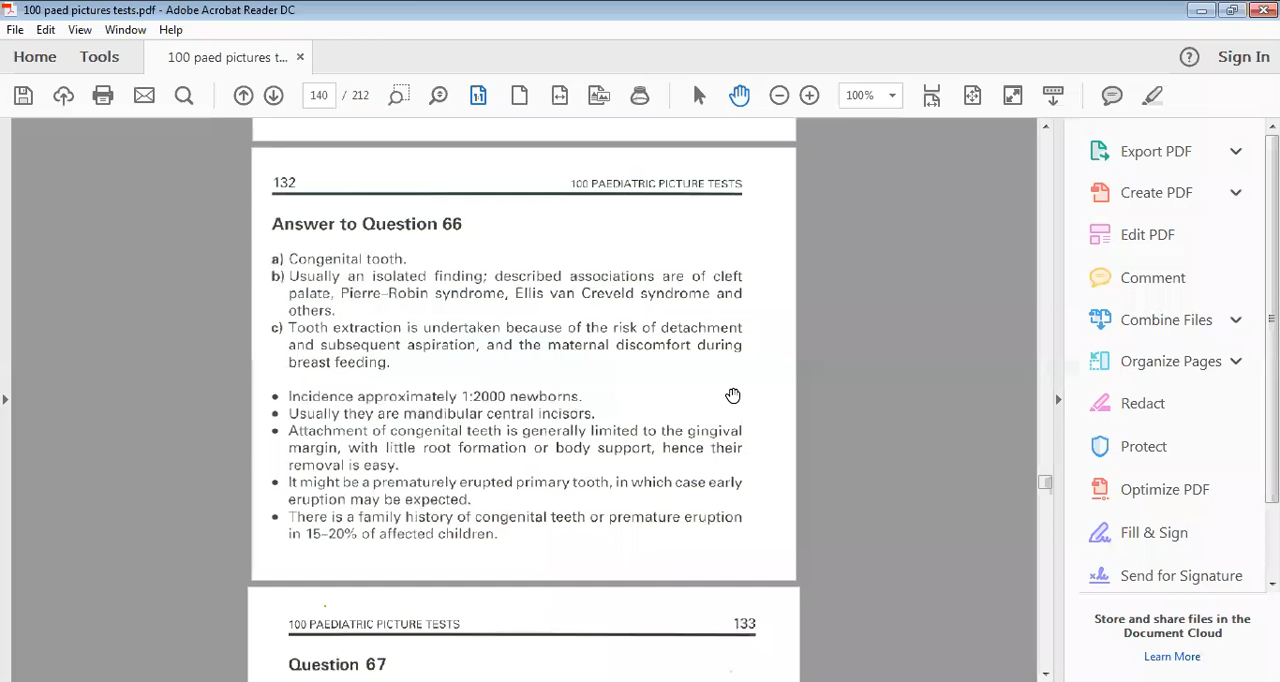 100 paed pictures tests.pdf - Adobe Acrobat Reader DC
File Edit View Window Help
Home Tools 100 paed pictures t... × Sign In
140 / 212 100%
132 100 PAEDIATRIC PICTURE TESTS
Answer to Question 66
a) Congenital tooth.
b) Usually an isolated finding; described associations are of cleft
palate, Pierre–Robin syndrome, Ellis van Creveld syndrome and
others.
c) Tooth extraction is undertaken because of the risk of detachment
and subsequent aspiration, and the maternal discomfort during
breast feeding.
• Incidence approximately 1:2000 newborns.
• Usually they are mandibular central incisors.
• Attachment of congenital teeth is generally limited to the gingival
margin, with little root formation or body support, hence their
removal is easy.
• It might be a prematurely erupted primary tooth, in which case early
eruption may be expected.
• There is a family history of congenital teeth or premature eruption
in 15–20% of affected children.
100 PAEDIATRIC PICTURE TESTS 133
Question 67
Export PDF
Create PDF
Edit PDF
Comment
Combine Files
Organize Pages
Redact
Protect
Optimize PDF
Fill & Sign
Send for Signature
Store and share files in the
Document Cloud
Learn More